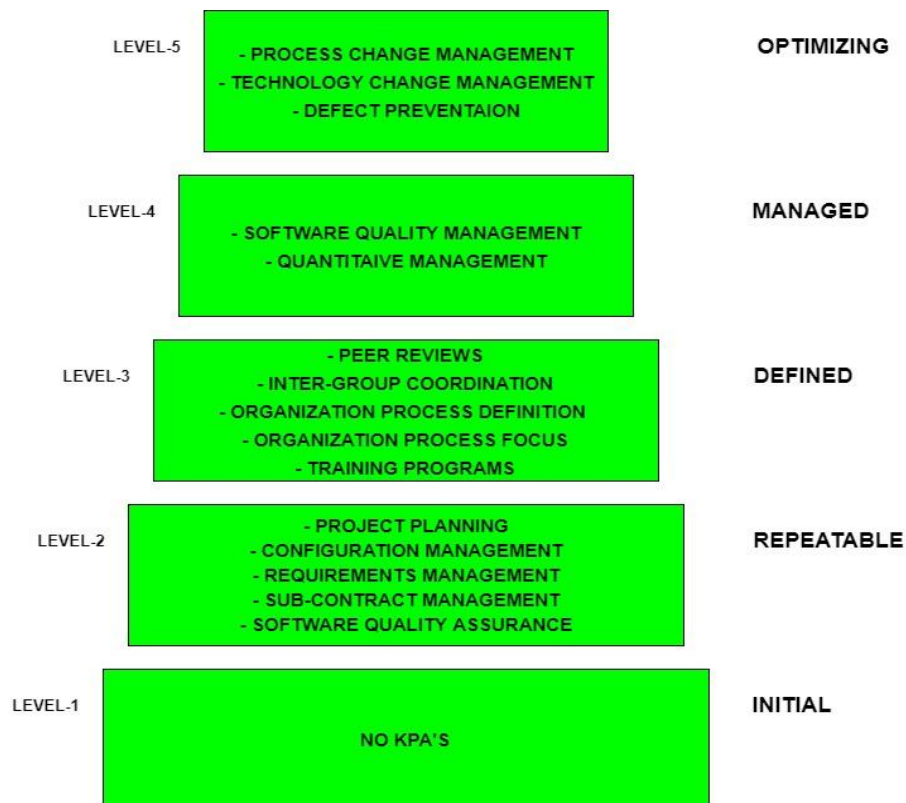 LEVEL-5
- PROCESS CHANGE MANAGEMENT
- TECHNOLOGY CHANGE MANAGEMENT
- DEFECT PREVENTAION
OPTIMIZING
LEVEL-4
- SOFTWARE QUALITY MANAGEMENT
- QUANTITAIVE MANAGEMENT
MANAGED
LEVEL-3
- PEER REVIEWS
- INTER-GROUP COORDINATION
- ORGANIZATION PROCESS DEFINITION
- ORGANIZATION PROCESS FOCUS
- TRAINING PROGRAMS
DEFINED
LEVEL-2
- PROJECT PLANNING
- CONFIGURATION MANAGEMENT
- REQUIREMENTS MANAGEMENT
- SUB-CONTRACT MANAGEMENT
- SOFTWARE QUALITY ASSURANCE
REPEATABLE
LEVEL-1
NO KPA'S
INITIAL